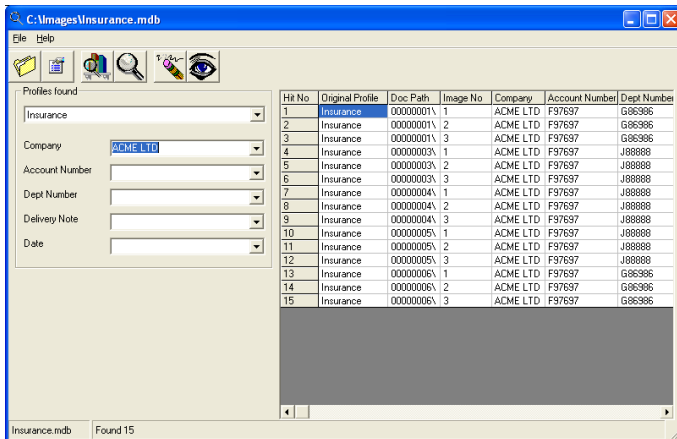 C:\Images\Insurance.mdb
File Help
Profiles found
Insurance
Company ACME LTD
Account Number
Dept Number
Delivery Note
Date
Hit No Original Profile Doc Path Image No Company Account Number Dept Number
1 Insurance 00000001\ 1 ACME LTD F97697 G86986
2 Insurance 00000001\ 2 ACME LTD F97697 G86986
3 Insurance 00000001\ 3 ACME LTD F97697 G86986
4 Insurance 00000003\ 1 ACME LTD F97697 J88888
5 Insurance 00000003\ 2 ACME LTD F97697 J88888
6 Insurance 00000003\ 3 ACME LTD F97697 J88888
7 Insurance 00000004\ 1 ACME LTD F97697 J88888
8 Insurance 00000004\ 2 ACME LTD F97697 J88888
9 Insurance 00000004\ 3 ACME LTD F97697 J88888
10 Insurance 00000005\ 1 ACME LTD F97697 J88888
11 Insurance 00000005\ 2 ACME LTD F97697 J88888
12 Insurance 00000005\ 3 ACME LTD F97697 J88888
13 Insurance 00000006\ 1 ACME LTD F97697 G86986
14 Insurance 00000006\ 2 ACME LTD F97697 G86986
15 Insurance 00000006\ 3 ACME LTD F97697 G86986
Insurance.mdb Found 15